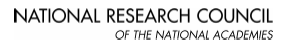 NATIONAL RESEARCH COUNCIL
OF THE NATIONAL ACADEMIES